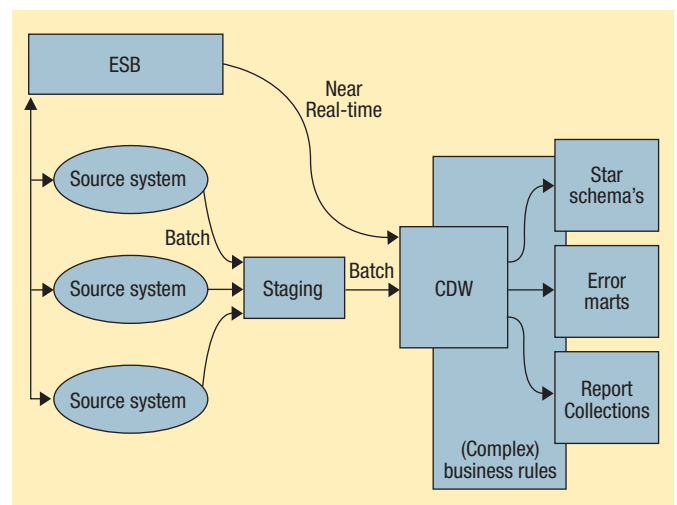 ESB
Near
Real-time
Source system
Batch
Source system
Source system
Staging
Batch
CDW
Star
schema's
Error
marts
Report
Collections
(Complex)
business rules